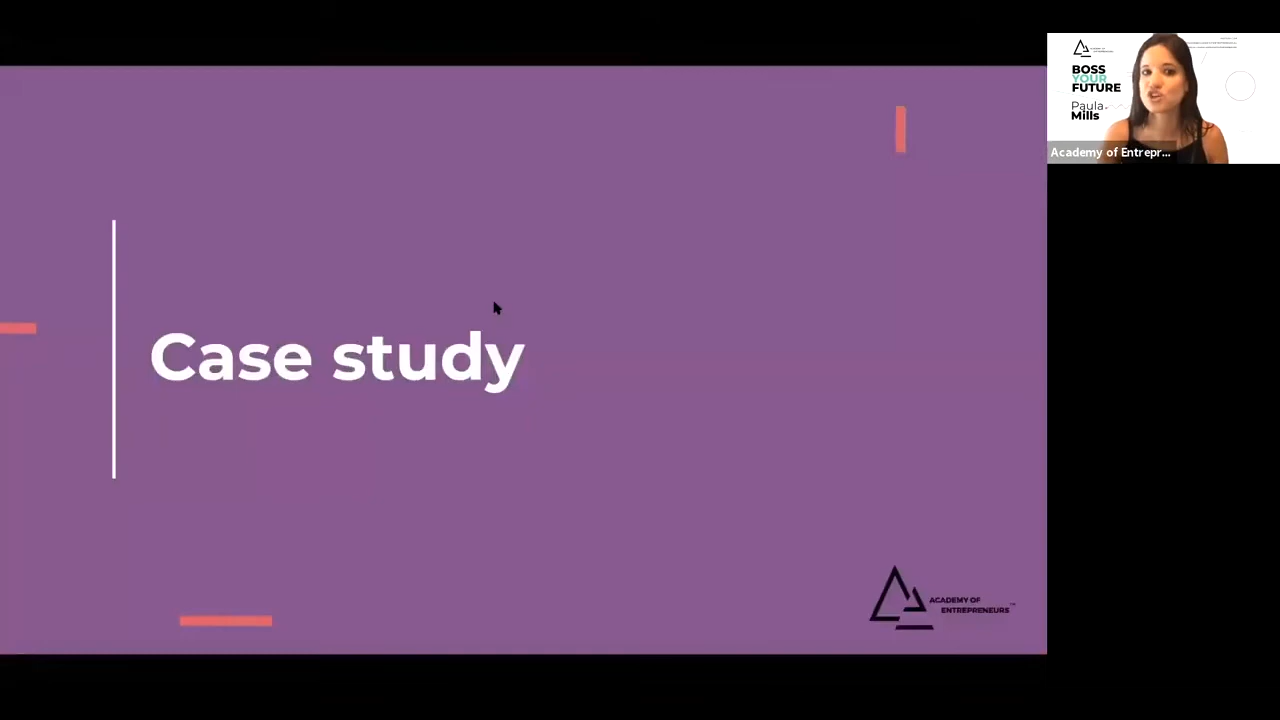 Case study
ACADEMY OF
ENTREPRENEURS
BOSS
YOUR
FUTURE
Paula
Mills
Academy of Entrepr...